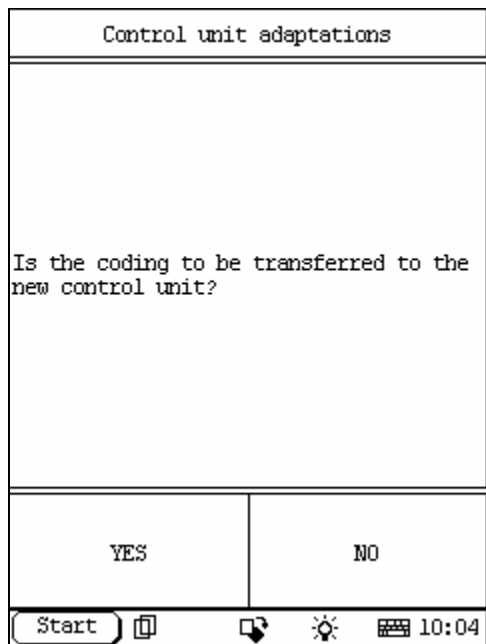 Control unit adaptations
Is the coding to be transferred to the
new control unit?
YES
NO
Start
10:04